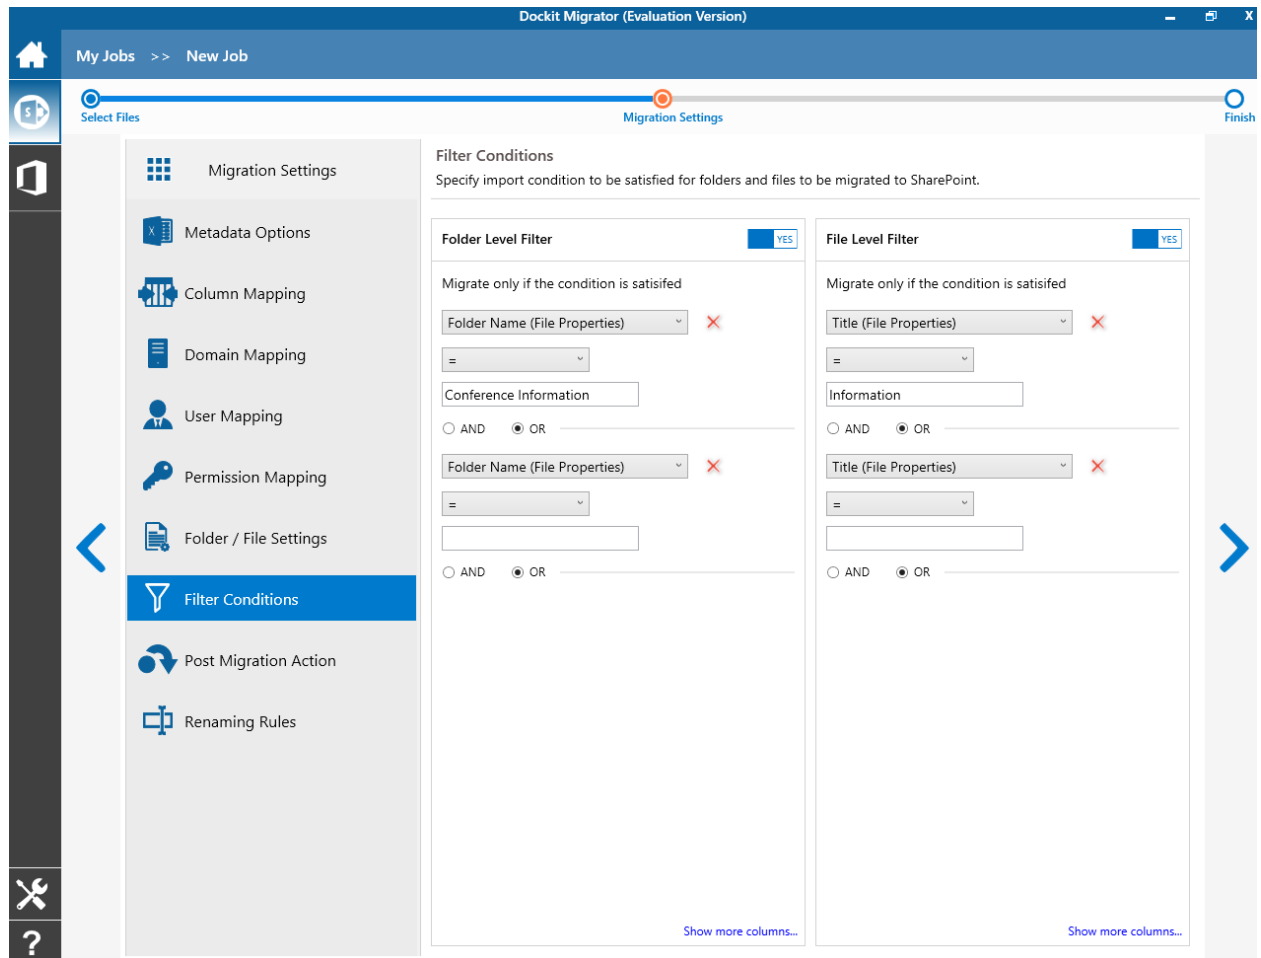 Dockit Migrator (Evaluation Version)
X
My Jobs >> New Job
Select Files
Migration Settings
Finish
S
Migration Settings
Metadata Options
Column Mapping
Domain Mapping
User Mapping
Permission Mapping
Folder / File Settings
Filter Conditions
Post Migration Action
Renaming Rules
Filter Conditions
Specify import condition to be satisfied for folders and files to be migrated to SharePoint.
Folder Level Filter YES
Migrate only if the condition is satisifed
Folder Name (File Properties)
=
Conference Information
AND OR
Folder Name (File Properties)
=
AND OR
Show more columns...
File Level Filter YES
Migrate only if the condition is satisifed
Title (File Properties)
=
Information
AND OR
Title (File Properties)
=
AND OR
Show more columns...
?